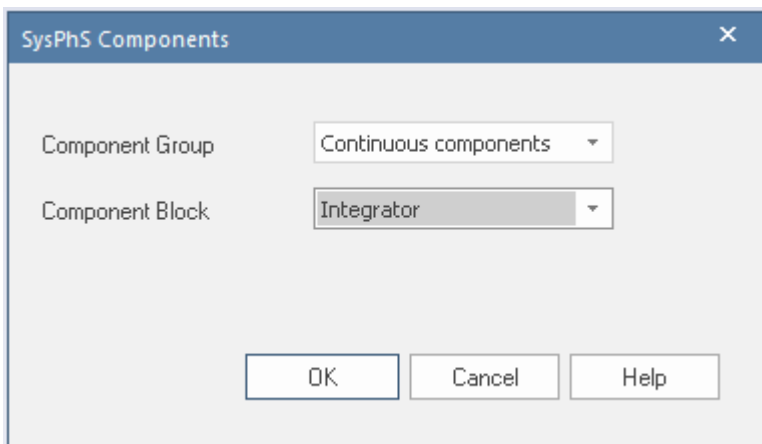 SysPhS Components
Component Group Continuous components
Component Block Integrator
OK Cancel Help